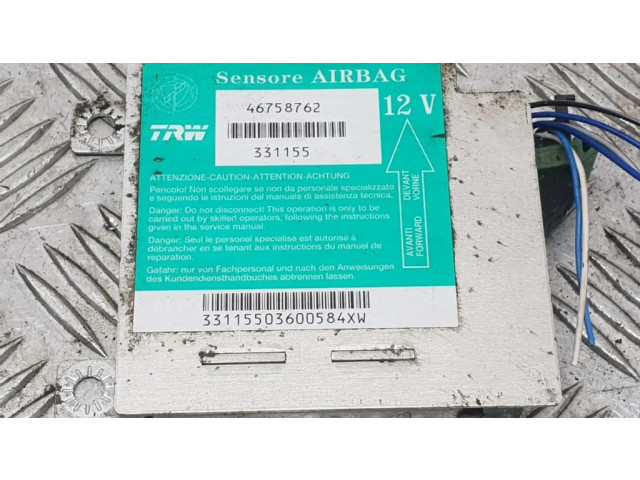 Sensore AIRBAG
46758762
12 V
TRW
331155
ATTENZIONE-CAUTION-ATTENTION-ACHTUNG
Pericolo! Non scollegare se non da personale specializzato
e seguendo le istruzioni del manuale di assistenza tecnica.
Danger: Do not disconnect! This operation is only to be
carried out by skilled operators, following the instructions
given in the service manual.
Danger: Seul le personel specialisé est autorisé à
débrancher en se tenant aux instructions du manuel de
reparation.
Gefahr: nur von Fachpersonal und nach den Anweisungen
des Kundendiensthandbuches abtrennen lassen.
AVANTI DEVANT
FORWARD VORNE
33115503600584XW